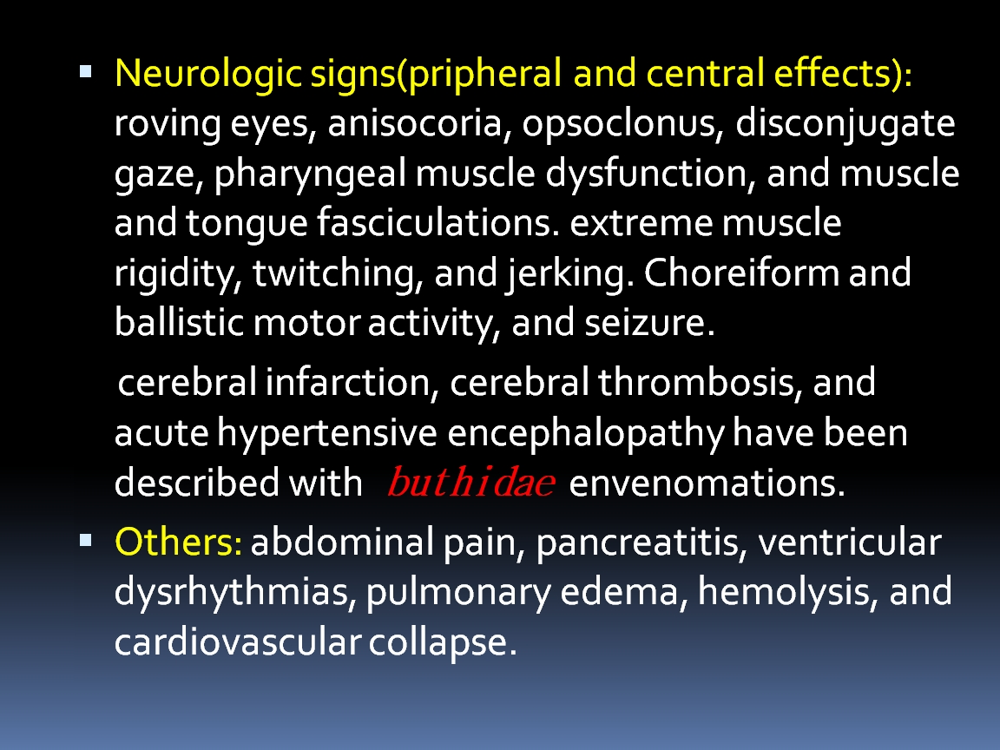 Neurologic signs(pripheral and central effects):
roving eyes, anisocoria, opsoclonus, disconjugate
gaze, pharyngeal muscle dysfunction, and muscle
and tongue fasciculations. extreme muscle
rigidity, twitching, and jerking. Choreiform and
ballistic motor activity, and seizure.
cerebral infarction, cerebral thrombosis, and
acute hypertensive encephalopathy have been
described with buthidae envenomations.
Others: abdominal pain, pancreatitis, ventricular
dysrhythmias, pulmonary edema, hemolysis, and
cardiovascular collapse.